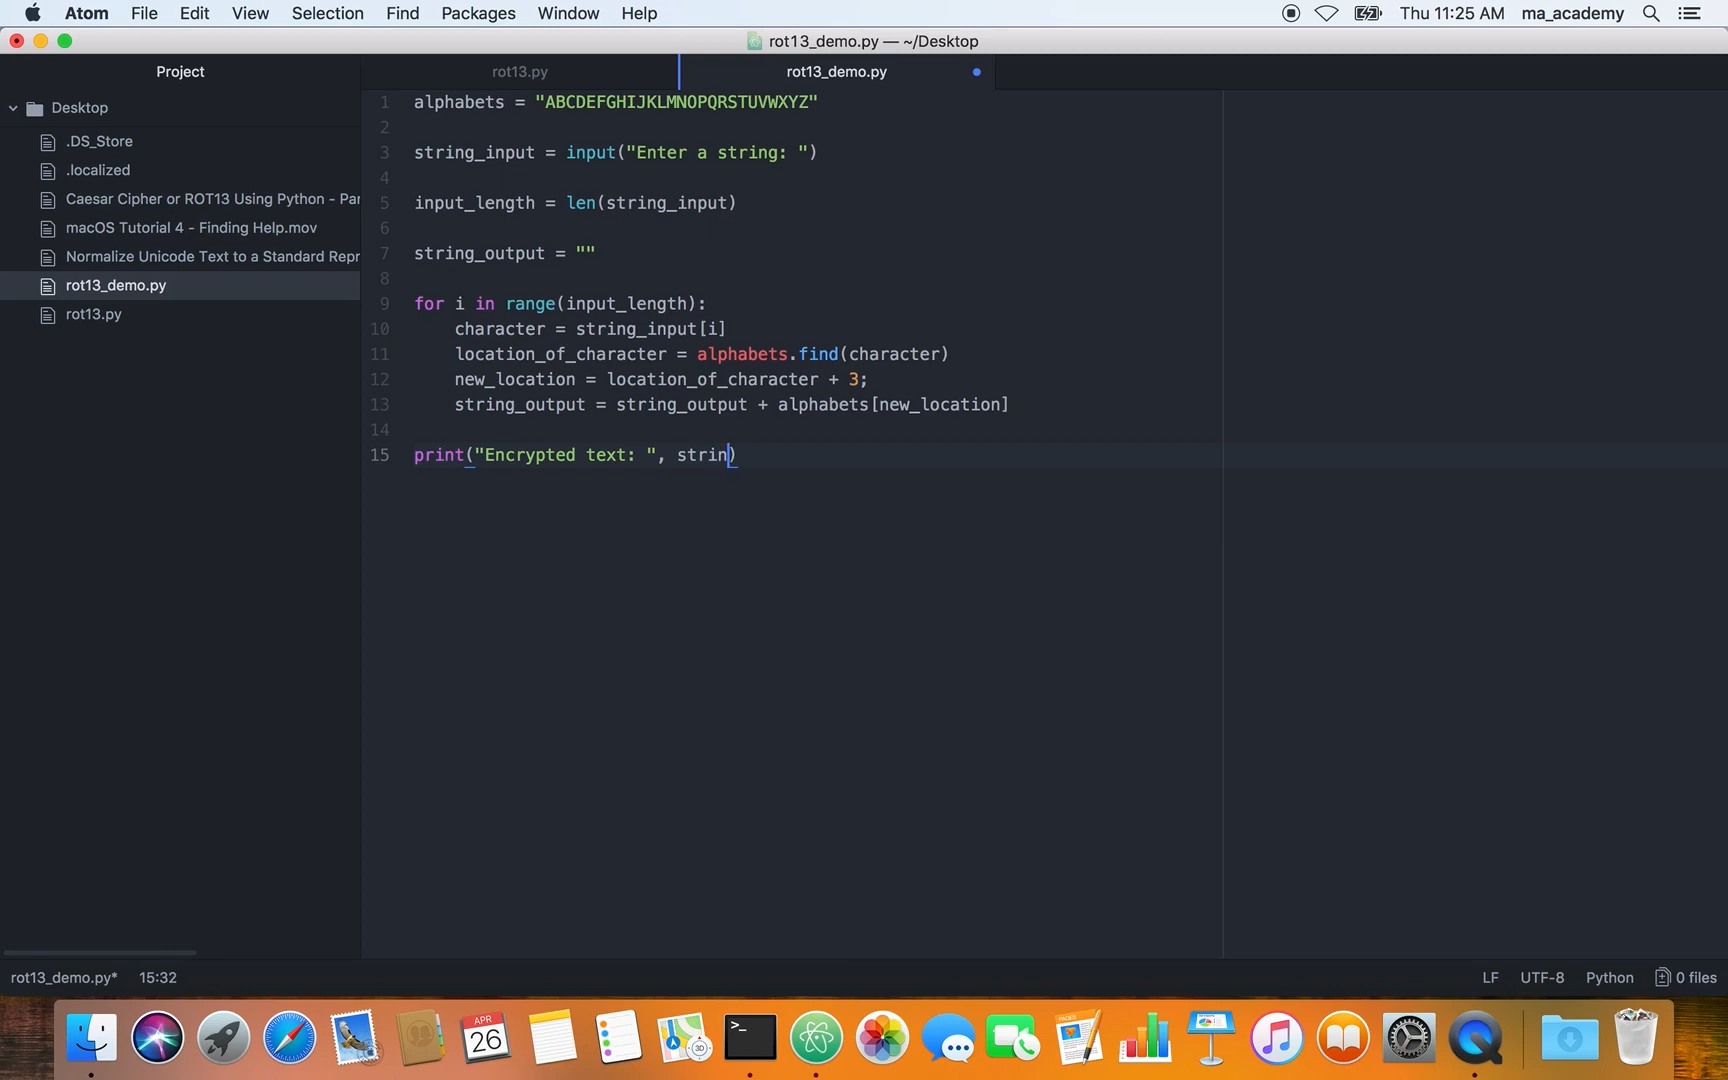 Atom File Edit View Selection Find Packages Window Help Thu 11:25 AM ma_academy
rot13_demo.py — ~/Desktop
Project
rot13.py
rot13_demo.py
Desktop
.DS_Store
.localized
Caesar Cipher or ROT13 Using Python - Par
macOS Tutorial 4 - Finding Help.mov
Normalize Unicode Text to a Standard Repr
rot13_demo.py
rot13.py
1 alphabets = "ABCDEFGHIJKLMNOPQRSTUVWXYZ"
2
3 string_input = input("Enter a string: ")
4
5 input_length = len(string_input)
6
7 string_output = ""
8
9 for i in range(input_length):
10 character = string_input[i]
11 location_of_character = alphabets.find(character)
12 new_location = location_of_character + 3;
13 string_output = string_output + alphabets[new_location]
14
15 print("Encrypted text: ", strin)
rot13_demo.py* 15:32 LF UTF-8 Python 0 files
APR
26
3D
PAGES